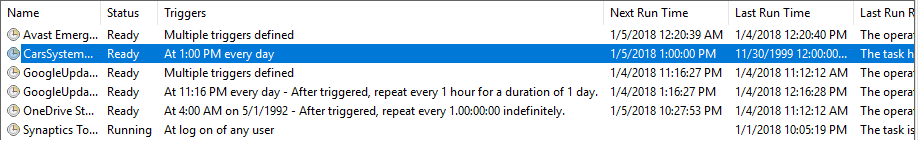 Name Status Triggers Next Run Time Last Run Time Last Run R
Avast Emerg... Ready Multiple triggers defined 1/5/2018 12:20:39 AM 1/4/2018 12:20:40 PM The opera
CarsSystem... Ready At 1:00 PM every day 1/5/2018 1:00:00 PM 11/30/1999 12:00:00... The task h
GoogleUpda... Ready Multiple triggers defined 1/4/2018 11:16:27 PM 1/4/2018 11:12:12 AM The opera
GoogleUpda... Ready At 11:16 PM every day - After triggered, repeat every 1 hour for a duration of 1 day. 1/4/2018 1:16:27 PM 1/4/2018 12:16:28 PM The opera
OneDrive St... Ready At 4:00 AM on 5/1/1992 - After triggered, repeat every 1.00:00:00 indefinitely. 1/5/2018 10:27:53 PM 1/4/2018 11:12:12 AM The opera
Synaptics To... Running At log on of any user 1/1/2018 10:05:19 PM The task is